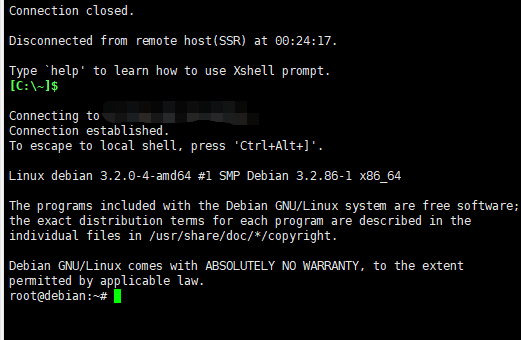 Connection closed.
Disconnected from remote host(SSR) at 00:24:17.
Type `help' to learn how to use Xshell prompt.
[C:\~]$
Connecting to
Connection established.
To escape to local shell, press 'Ctrl+Alt+]'.
Linux debian 3.2.0-4-amd64 #1 SMP Debian 3.2.86-1 x86_64
The programs included with the Debian GNU/Linux system are free software;
the exact distribution terms for each program are described in the
individual files in /usr/share/doc/*/copyright.
Debian GNU/Linux comes with ABSOLUTELY NO WARRANTY, to the extent
permitted by applicable law.
root@debian:~#